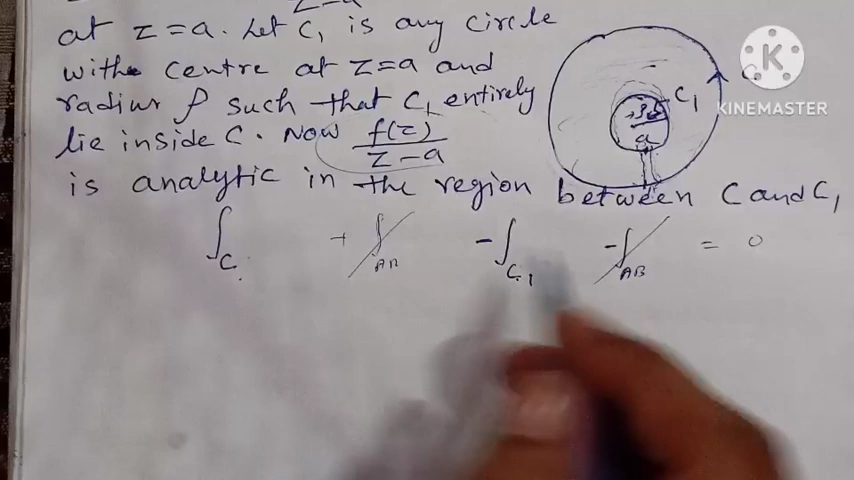 at z = a. Let C₁ is any circle
with centre at z=a and
radius ρ such that C₁ entirely
lie inside C. Now f(z)/z-a
is analytic in the region between C and C₁
∫C + ∫AB -∫C₁ -∫AB = 0
C₁
a
K
KINEMASTER